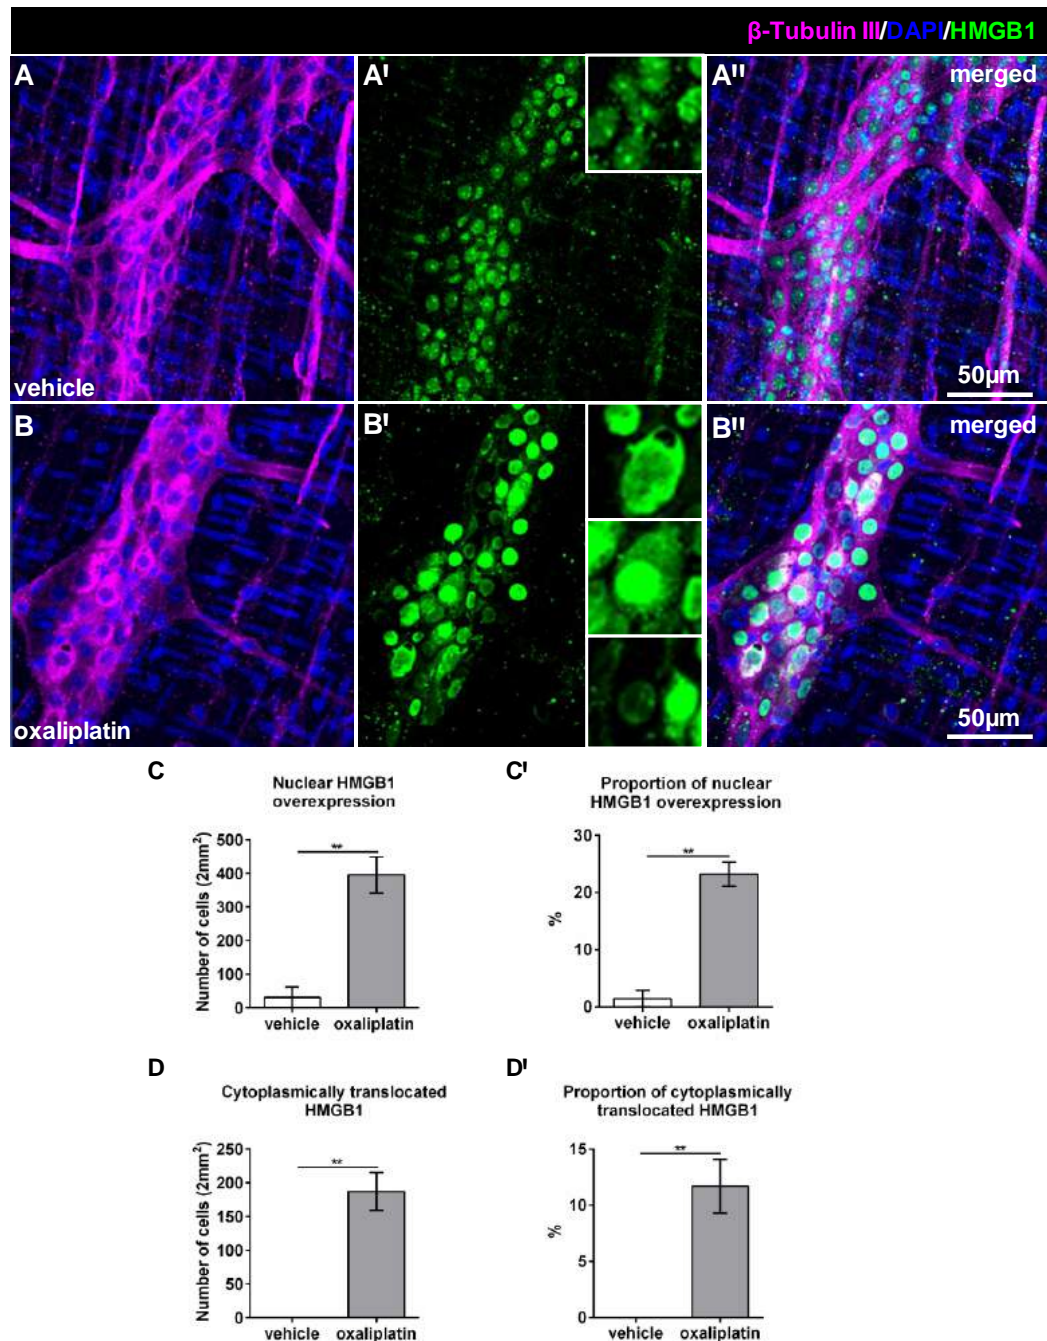 β-Tubulin III/DAPI/HMGB1
A
A'
A''
merged
vehicle
50µm
B
B'
B''
merged
oxaliplatin
50µm
C
Nuclear HMGB1
overexpression
Number of cells (2mm²)
500
400
300
200
100
0
**
vehicle
oxaliplatin
C'
Proportion of nuclear
HMGB1 overexpression
%
30
20
10
0
**
vehicle
oxaliplatin
D
Cytoplasmically translocated
HMGB1
Number of cells (2mm²)
250
200
150
100
50
0
**
vehicle
oxaliplatin
D'
Proportion of cytoplasmically
translocated HMGB1
%
15
10
5
0
**
vehicle
oxaliplatin